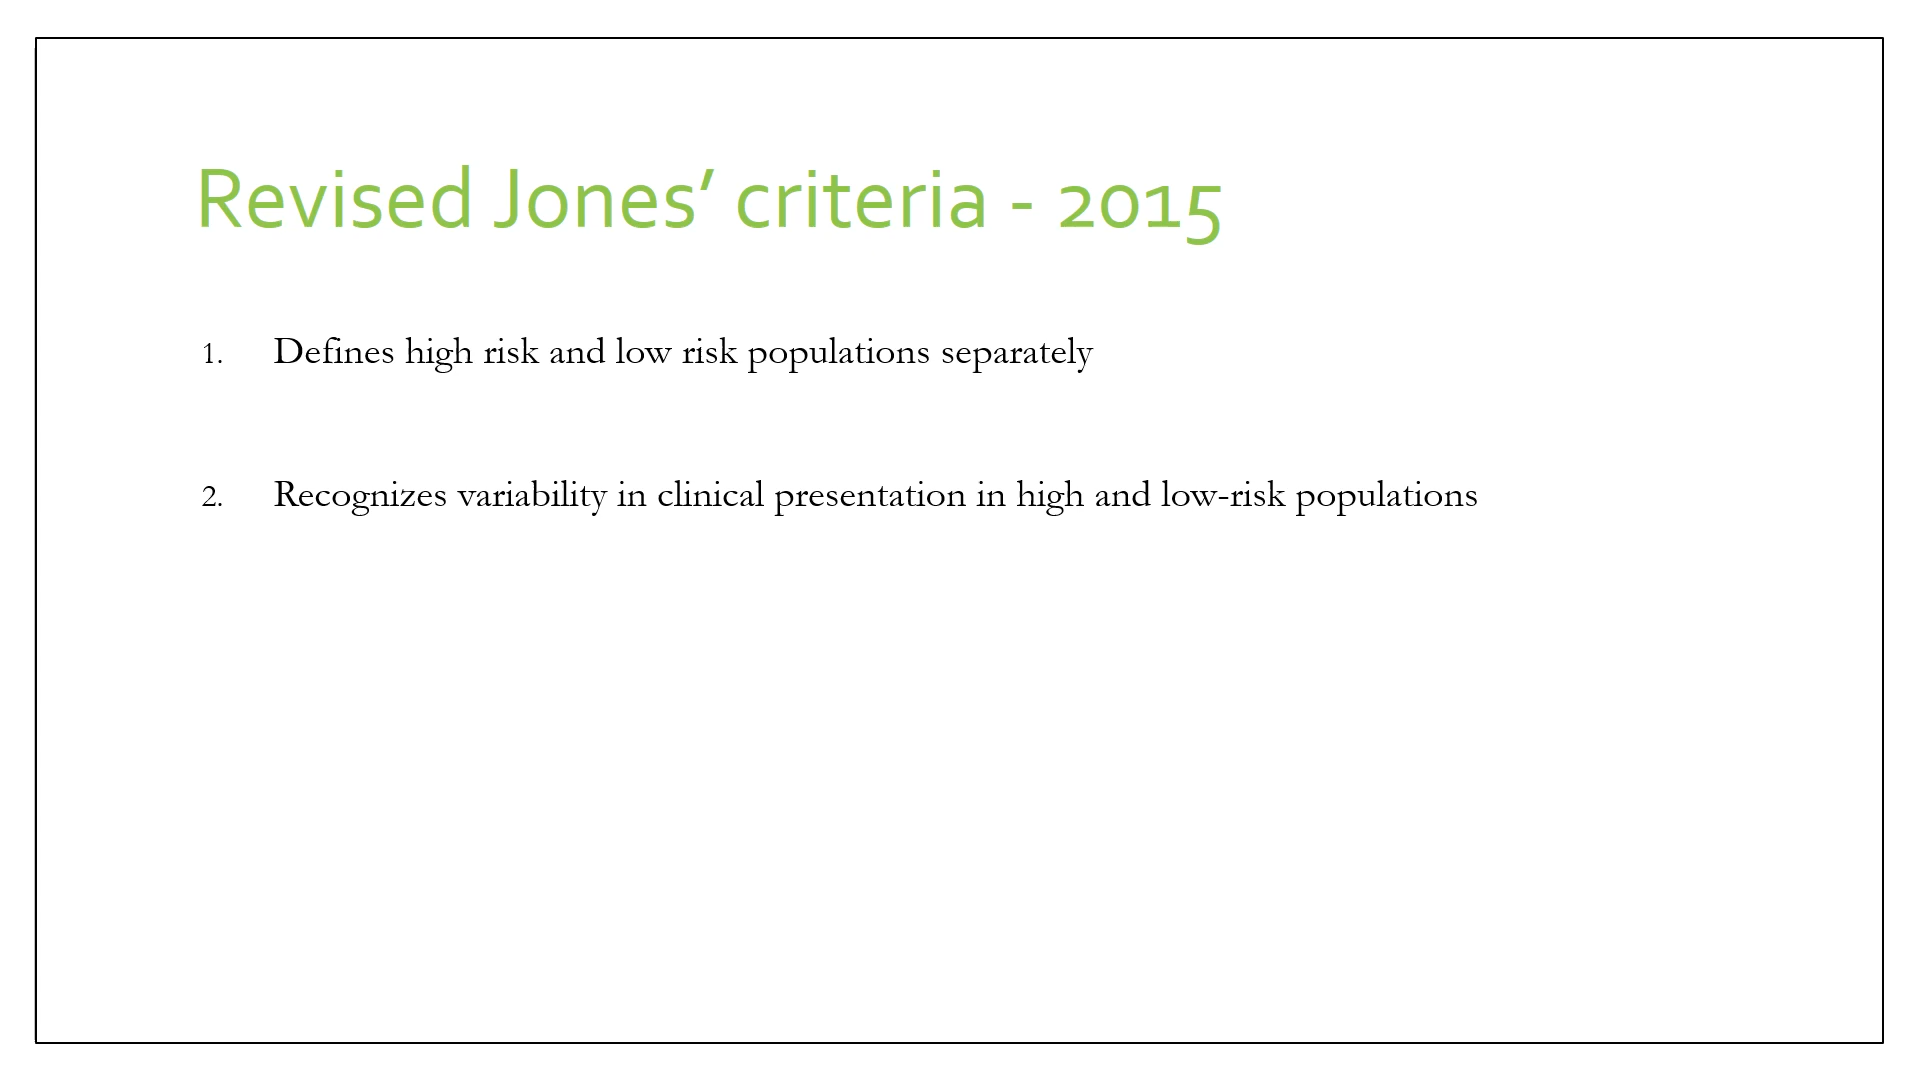 Revised Jones’ criteria - 2015
1. Defines high risk and low risk populations separately
2. Recognizes variability in clinical presentation in high and low-risk populations